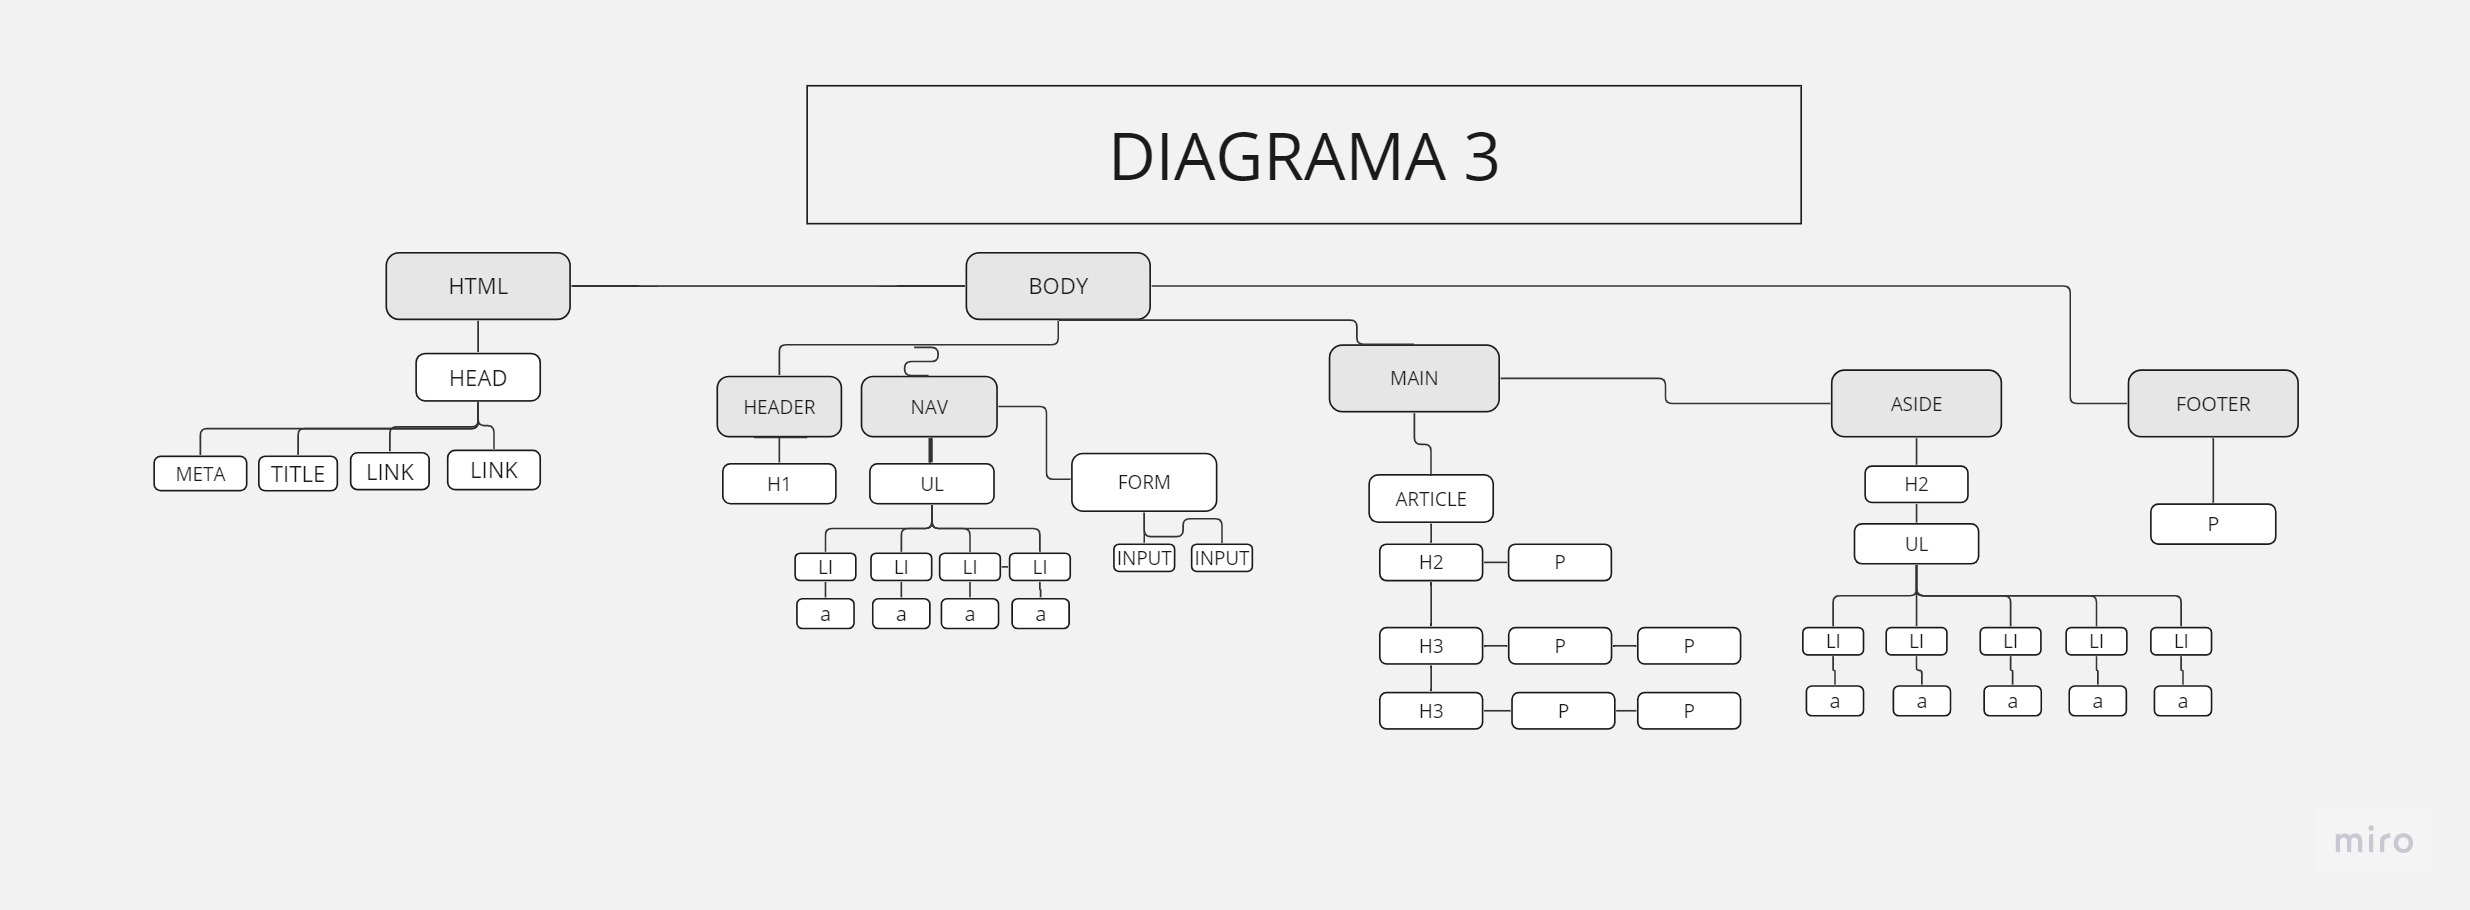 DIAGRAMA 3
HTML
BODY
HEAD
META
TITLE
LINK
LINK
HEADER
NAV
H1
UL
FORM
LI
LI
LI
LI
INPUT
INPUT
a
a
a
a
MAIN
ARTICLE
H2
P
H3
P
P
H3
P
P
ASIDE
H2
UL
LI
LI
LI
LI
LI
a
a
a
a
a
FOOTER
P
miro